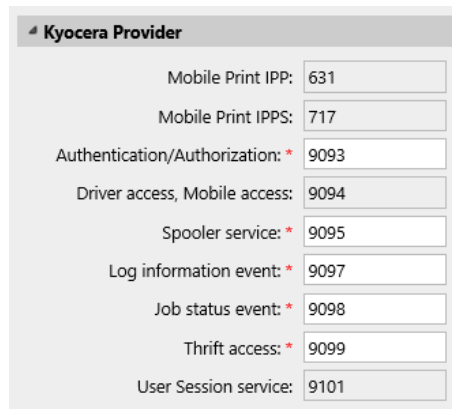 Kyocera Provider
Mobile Print IPP: 631
Mobile Print IPPS: 717
Authentication/Authorization: * 9093
Driver access, Mobile access: 9094
Spooler service: * 9095
Log information event: * 9097
Job status event: * 9098
Thrift access: * 9099
User Session service: 9101